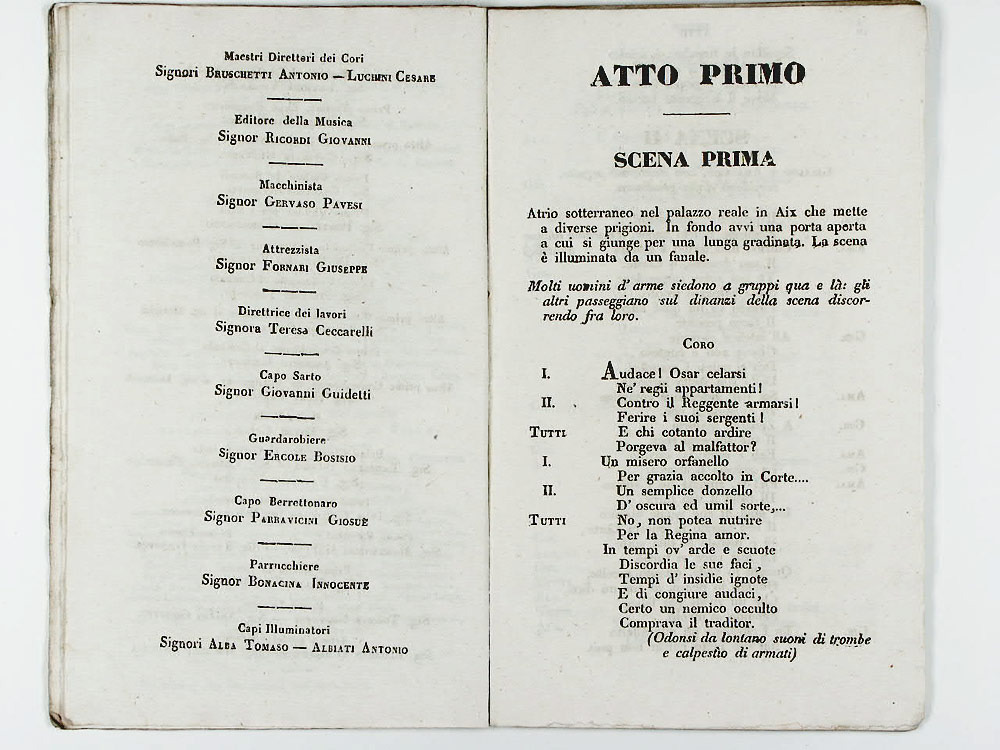 Maestri Direttori dei Cori
Signori BRUSCHETTI ANTONIO — LUCHINI CESARE
Editore della Musica
Signor RICORDI GIOVANNI
Macchinista
Signor GERVASO PAVESI
Attrezzista
Signor FORNARI GIUSEPPE
Direttrice dei lavori
Signora Teresa Ceccarelli
Capo Sarto
Signor Giovanni Guidetti
Guardarobiere
Signor ERCOLE BOSISIO
Capo Berrettonaro
Signor PARRAVICINI GIOSUÈ
Parrucchiere
Signor BONACINA INNOCENTE
Capi Illuminatori
Signori ALBA TOMASO — ALBIATI ANTONIO
ATTO PRIMO
SCENA PRIMA
Atrio sotterraneo nel palazzo reale in Aix che mette
a diverse prigioni. In fondo avvi una porta aperta
a cui si giunge per una lunga gradinata. La scena
è illuminata da un fanale.
Molti uomini d' arme siedono a gruppi qua e là: gli
altri passeggiano sul dinanzi della scena discor-
rendo fra loro.
CORO
I. Audace! Osar celarsi
Ne' regii appartamenti!
II. Contro il Reggente armarsi!
Ferire i suoi sergenti!
TUTTI E chi cotanto ardire
Porgeva al malfattor?
I. Un misero orfanello
Per grazia accolto in Corte....
II. Un semplice donzello
D' oscura ed umil sorte,...
TUTTI No, non potea nutrire
Per la Regina amor.
In tempi ov' arde e scuote
Discordia le sue faci,
Tempi d' insidie ignote
E di congiure audaci,
Certo un nemico occulto
Comprava il traditor.
(Odonsi da lontano suoni di trombe
e calpestìo di armati)